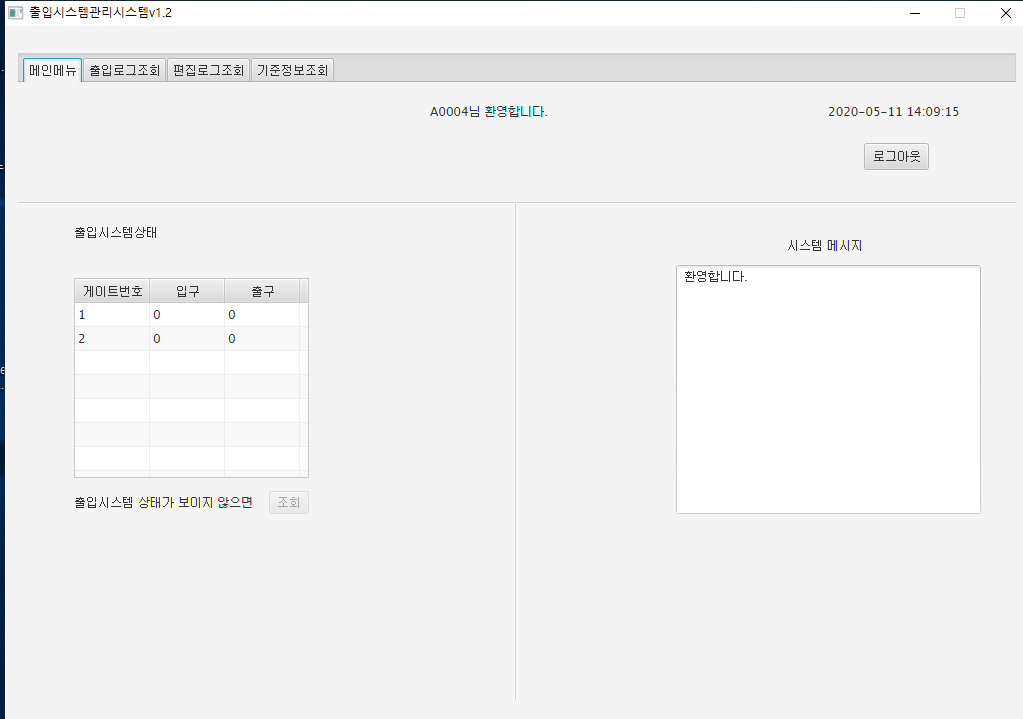 출입시스템관리시스템v1.2
메인메뉴 출입로그조회 편집로그조회 기준정보조회
A0004님 환영합니다. 2020-05-11 14:09:15
로그아웃
출입시스템상태
시스템 메시지
게이트번호 입구 출구
1 0 0
2 0 0
환영합니다.
출입시스템 상태가 보이지 않으면 조회